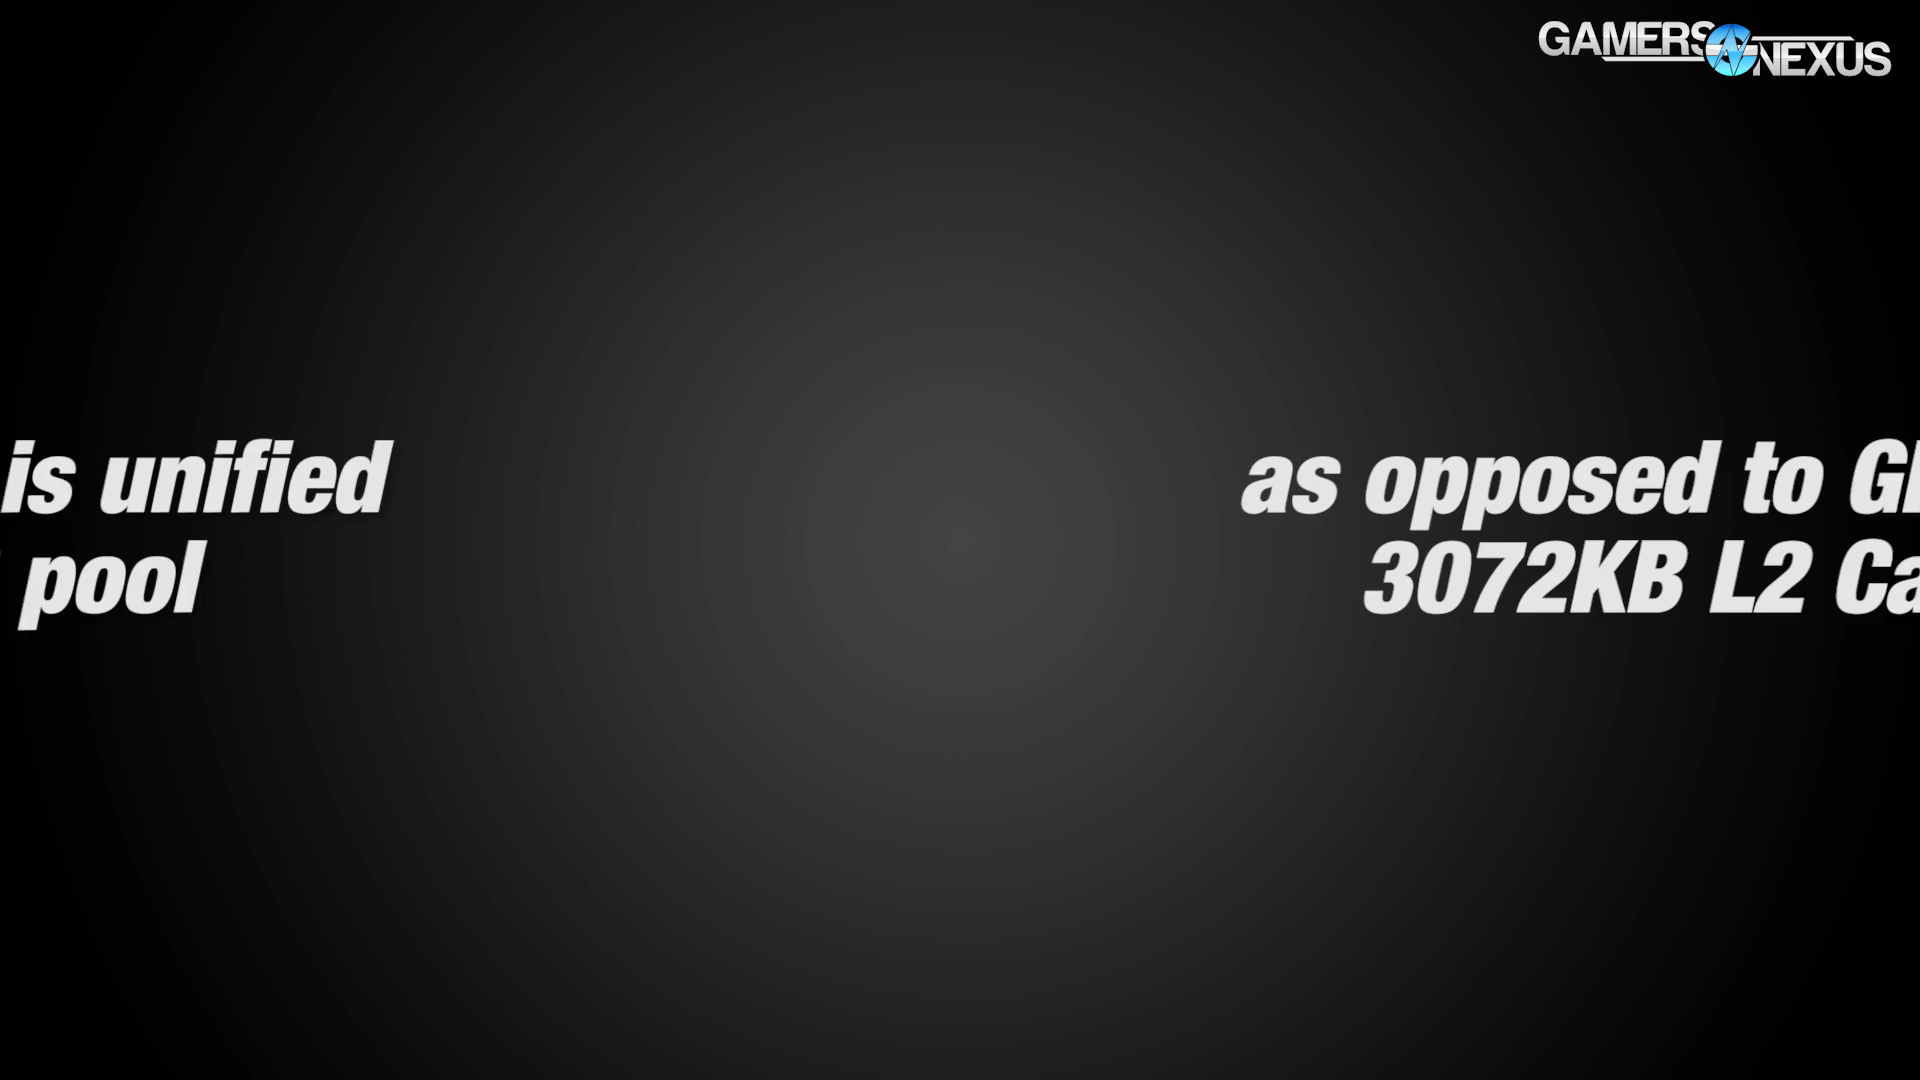 GAMERS NEXUS
is unified
pool
as opposed to
3072KB L2